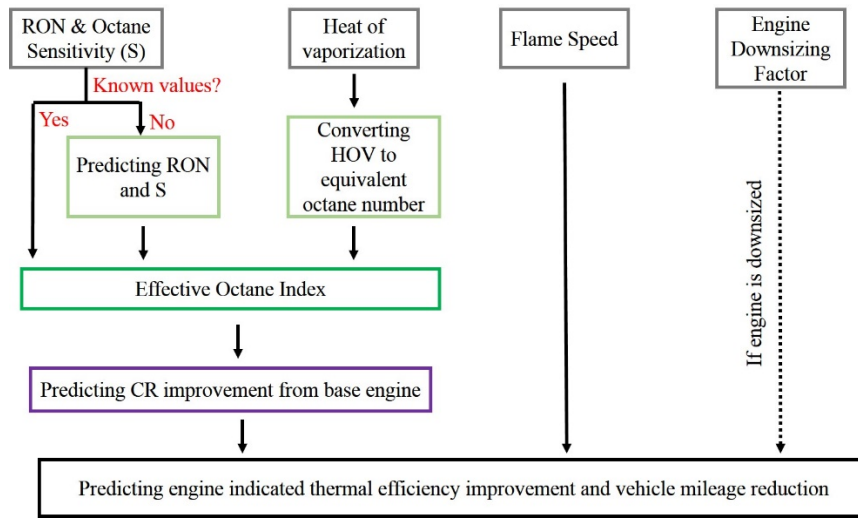 RON & Octane
Sensitivity (S)
Heat of
vaporization
Flame Speed
Engine
Downsizing
Factor
Known values?
Yes
No
Predicting RON
and S
Converting
HOV to
equivalent
octane number
If engine is downsized
Effective Octane Index
Predicting CR improvement from base engine
Predicting engine indicated thermal efficiency improvement and vehicle mileage reduction